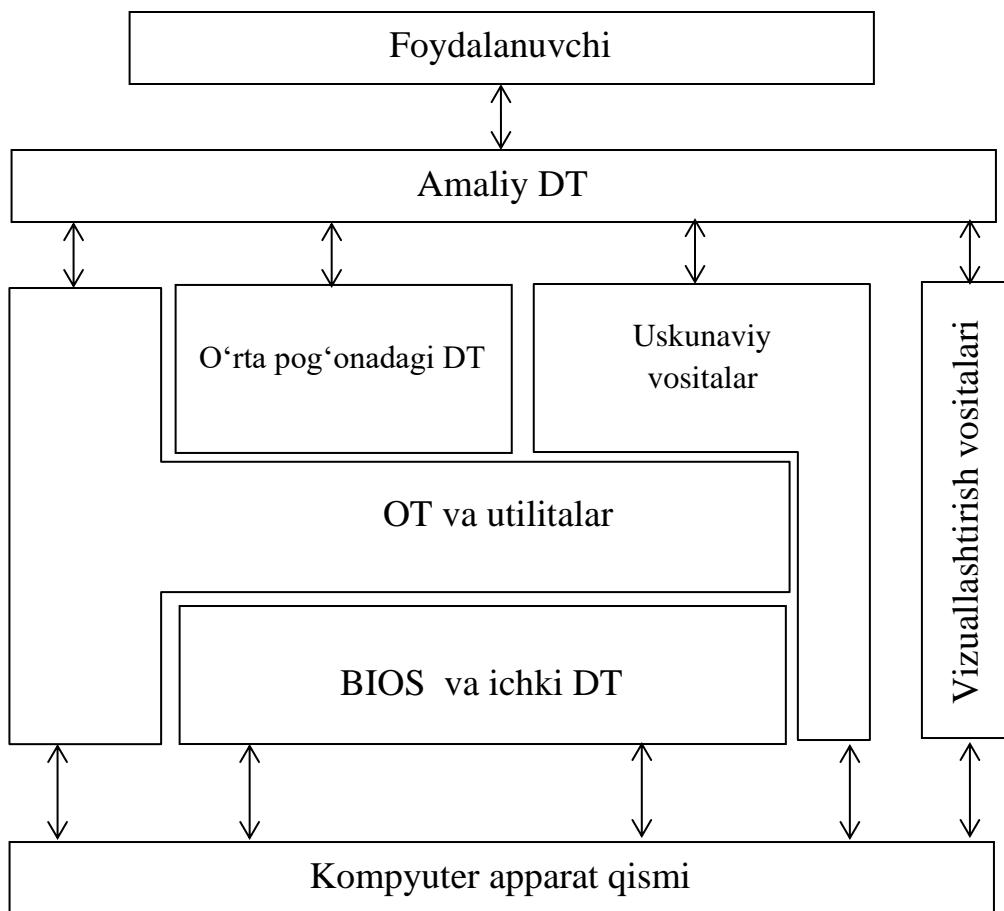 Foydalanuvchi
Amaliy DT
O‘rta pog‘onadagi DT
Uskunaviy
vositalar
Vizuallashtirish vositalari
OT va utilitalar
BIOS va ichki DT
Kompyuter apparat qismi